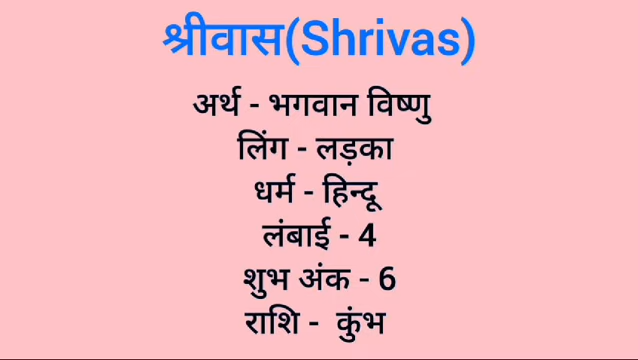 श्रीवास(Shrivas)
अर्थ - भगवान विष्णु
लिंग - लड़का
धर्म - हिन्दू
लंबाई - 4
शुभ अंक - 6
राशि - कुंभ